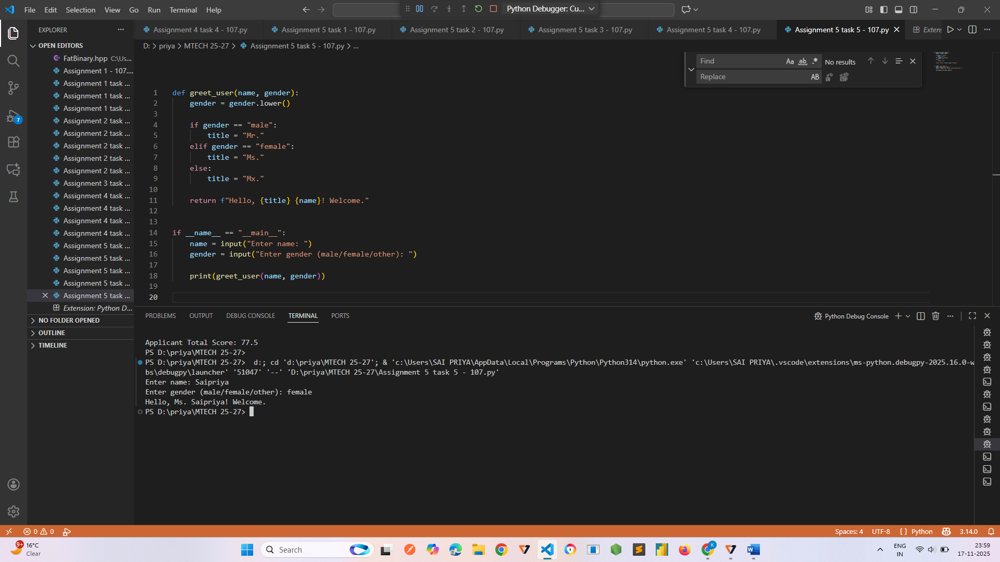 File Edit Selection View Go Run Terminal Help
Python Debugger: Cu...
EXPLORER
Assignment 4 task 4 - 107.py
Assignment 5 task 1 - 107.py
Assignment 5 task 2 - 107.py
Assignment 5 task 3 - 107.py
Assignment 5 task 4 - 107.py
Assignment 5 task 5 - 107.py
Extens
D: > priya > MTECH 25-27 > Assignment 5 task 5 - 107.py > ...
OPEN EDITORS
FatBinary.hpp C:\Us...
Assignment 1 - 107....
Assignment 1 task ...
Assignment 1 task ...
Assignment 1 task ...
Assignment 2 task ...
Assignment 2 task ...
Assignment 2 task ...
Assignment 2 task ...
Assignment 2 task ...
Assignment 3 task ...
Assignment 4 task ...
Assignment 4 task ...
Assignment 4 task ...
Assignment 4 task ...
Assignment 5 task ...
Assignment 5 task ...
Assignment 5 task ...
Assignment 5 task ...
Assignment 5 task ...
Extension: Python D...
NO FOLDER OPENED
OUTLINE
TIMELINE
7
Find Aa ab .* No results
Replace AB
1 def greet_user(name, gender):
2     gender = gender.lower()
3
4     if gender == "male":
5         title = "Mr."
6     elif gender == "female":
7         title = "Ms."
8     else:
9         title = "Mx."
10
11     return f"Hello, {title} {name}! Welcome."
12
13
14 if __name__ == "__main__":
15     name = input("Enter name: ")
16     gender = input("Enter gender (male/female/other): ")
17
18     print(greet_user(name, gender))
19
20
PROBLEMS OUTPUT DEBUG CONSOLE TERMINAL PORTS
Python Debug Console
Applicant Total Score: 77.5
PS D:\priya\MTECH 25-27>
PS D:\priya\MTECH 25-27>  d:; cd 'd:\priya\MTECH 25-27'; & 'c:\Users\SAI PRIYA\AppData\Local\Programs\Python\Python314\python.exe' 'c:\Users\SAI PRIYA\.vscode\extensions\ms-python.debugpy-2025.16.0-w
bs\debugpy\launcher' '51047' '--' 'D:\priya\MTECH 25-27\Assignment 5 task 5 - 107.py'
Enter name: Saipriya
Enter gender (male/female/other): female
Hello, Ms. Saipriya! Welcome.
PS D:\priya\MTECH 25-27>
0 0
Spaces: 4 UTF-8 { } Python 3.14.0
9+
16°C
Clear
Search
K
ENG
IN
23:59
17-11-2025